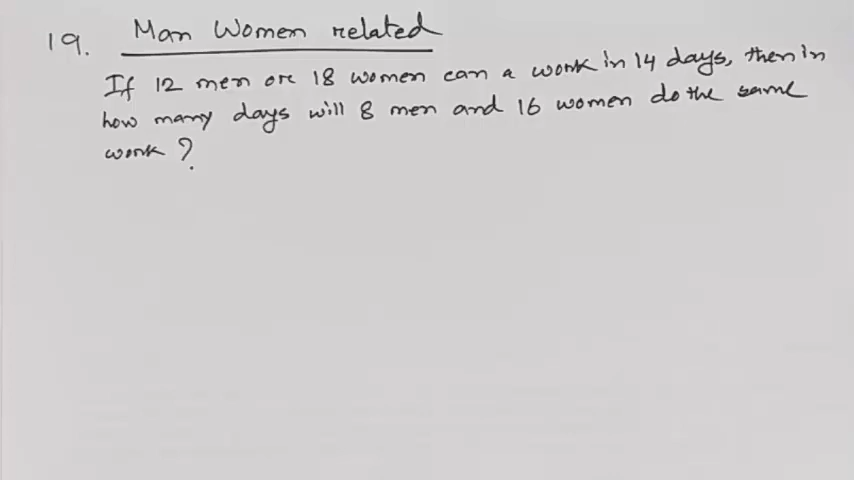 19. Man Women related
If 12 men or 18 women can a work in 14 days, then in
how many days will 8 men and 16 women do the same
work ?